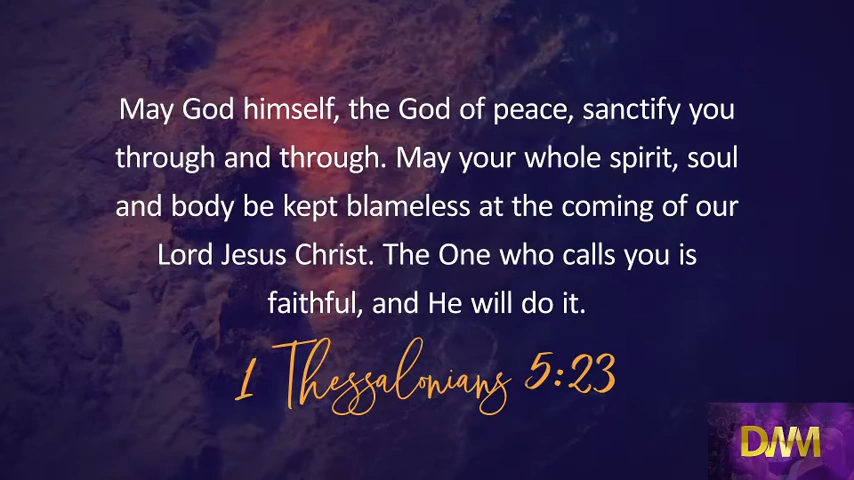 May God himself, the God of peace, sanctify you
through and through. May your whole spirit, soul
and body be kept blameless at the coming of our
Lord Jesus Christ. The One who calls you is
faithful, and He will do it.
1 Thessalonians 5:23
DWM